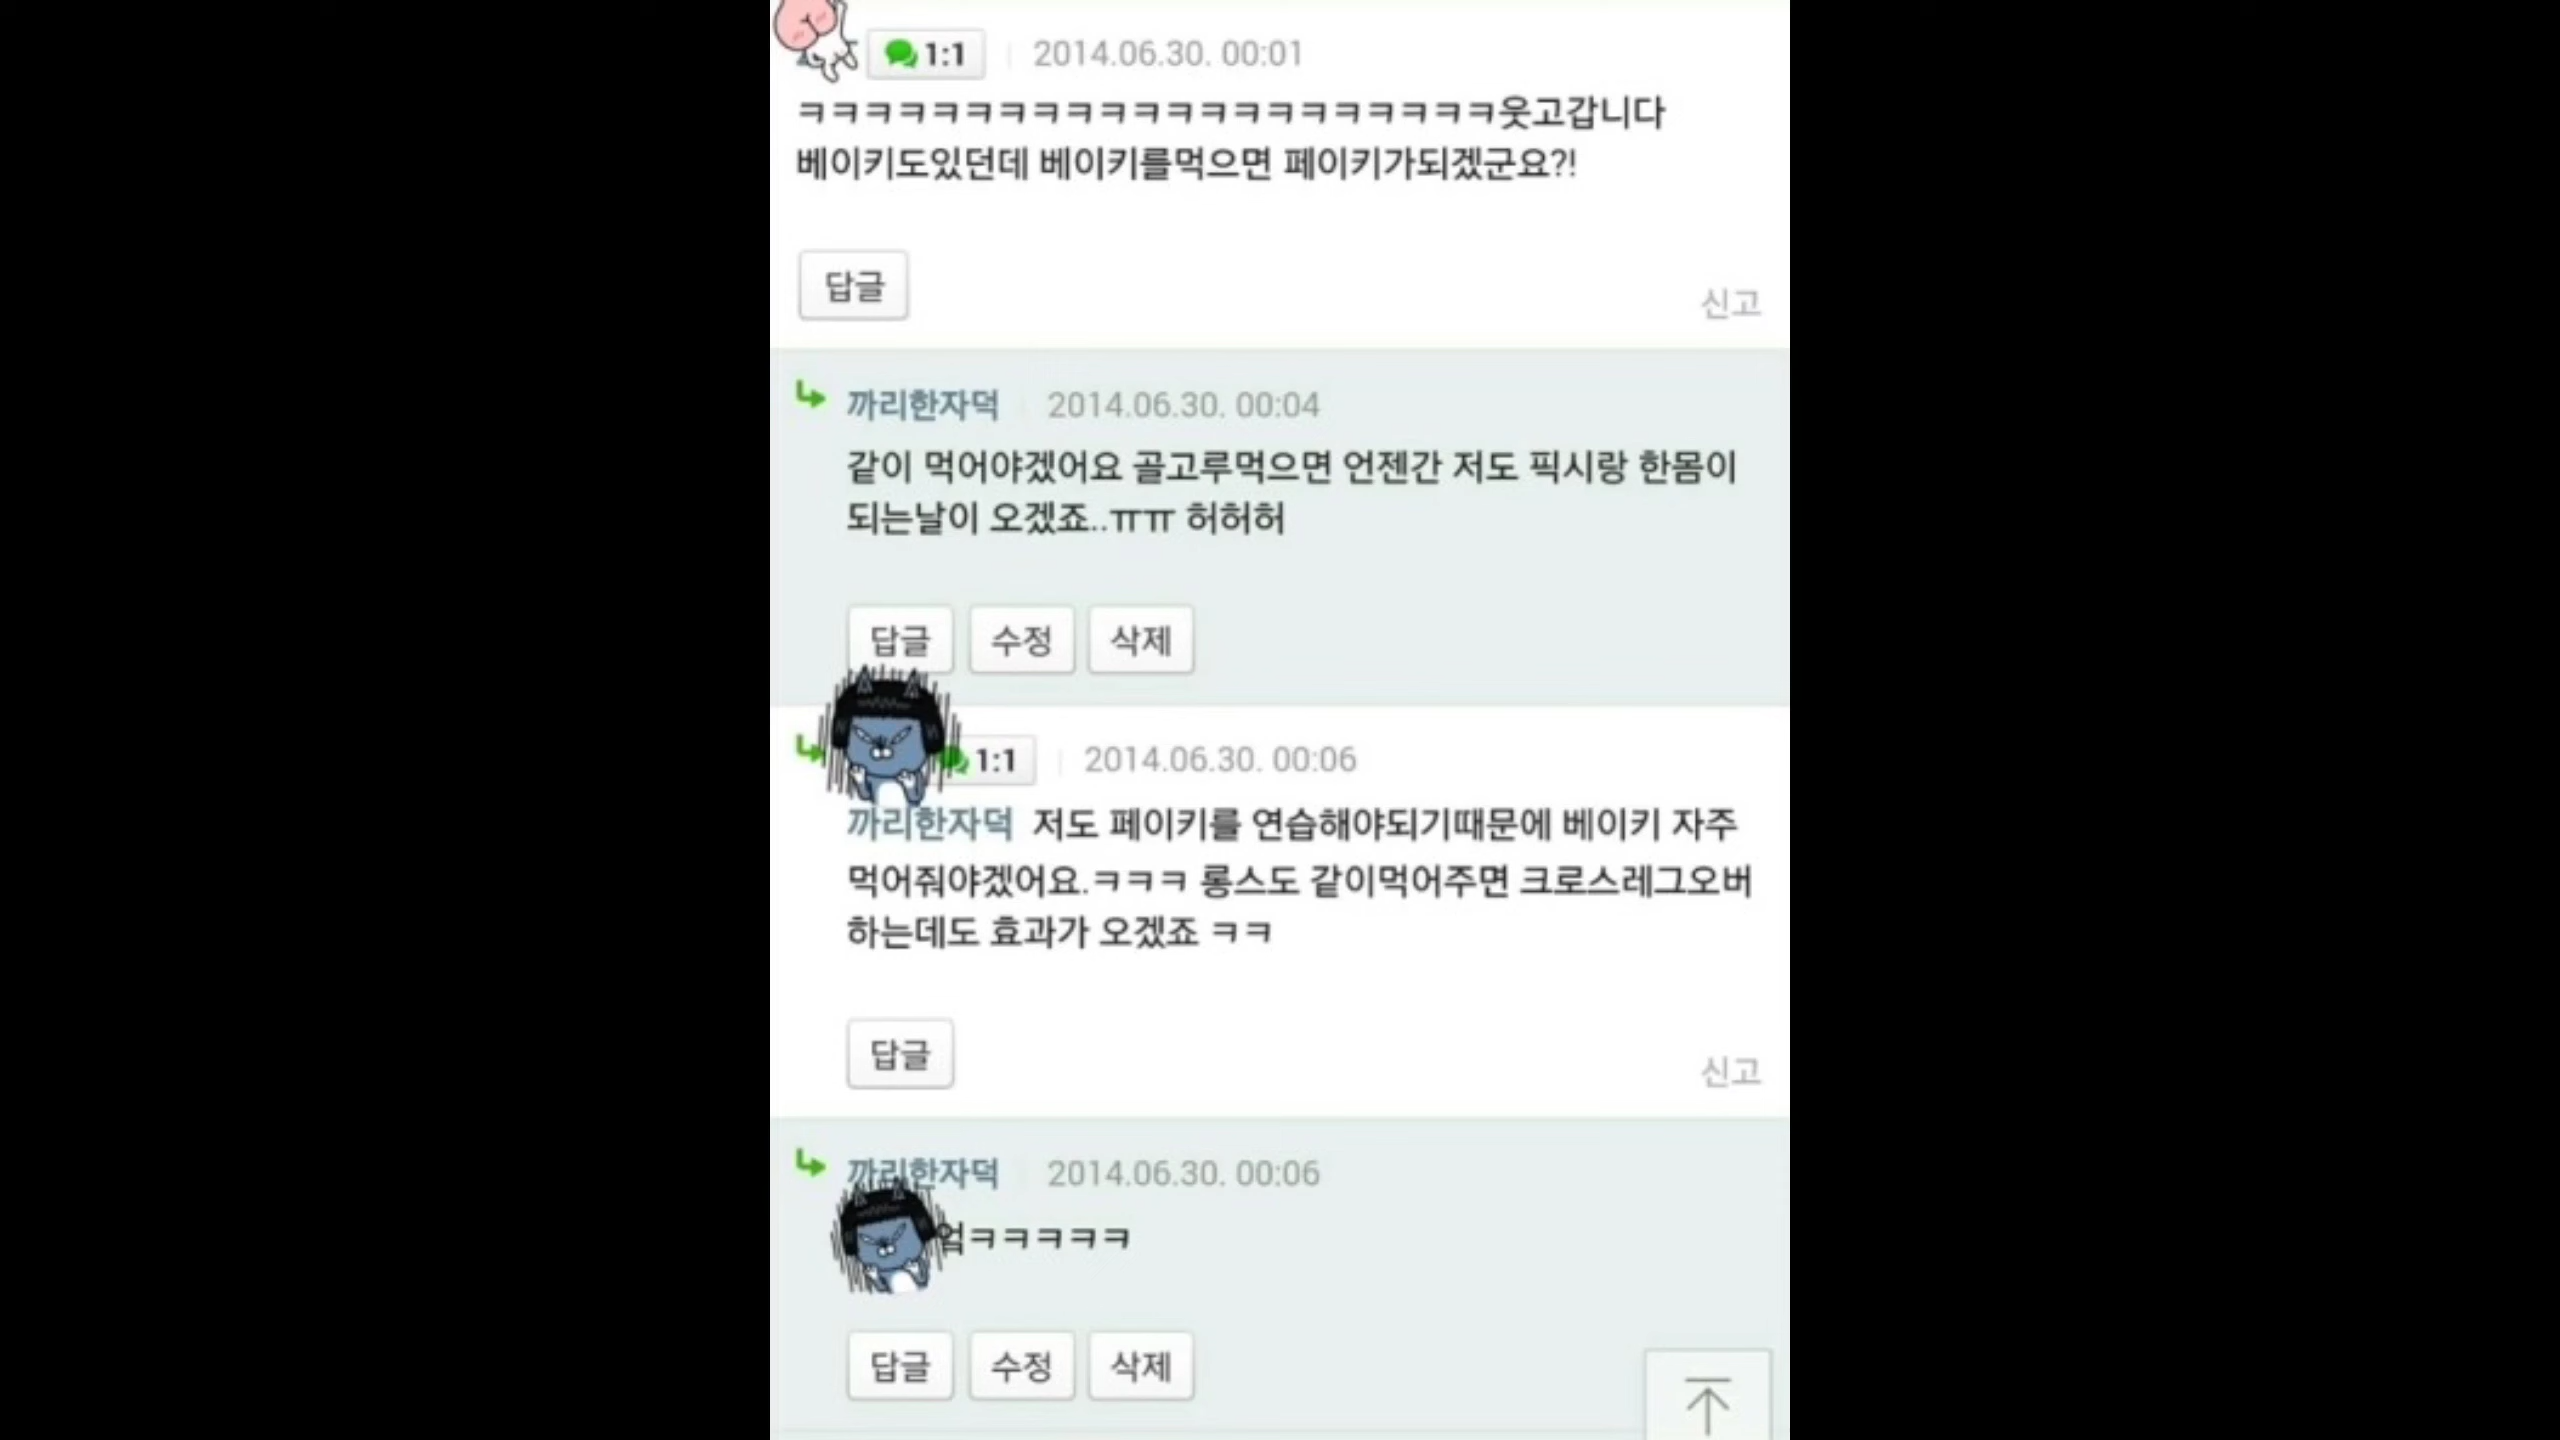 1:1 2014.06.30. 00:01
ㅋㅋㅋㅋㅋㅋㅋㅋㅋㅋㅋㅋㅋㅋㅋㅋㅋㅋㅋㅋㅋ웃고갑니다
베이키도있던데 베이키를먹으면 페이키가되겠군요?!
답글
신고
까리한자덕 2014.06.30. 00:04
같이 먹어야겠어요 골고루먹으면 언젠간 저도 픽시랑 한몸이
되는날이 오겠죠..ㅠㅠ 허허허
답글 수정 삭제
1:1 2014.06.30. 00:06
까리한자덕 저도 페이키를 연습해야되기때문에 베이키 자주
먹어줘야겠어요.ㅋㅋㅋ 롱스도 같이먹어주면 크로스레그오버
하는데도 효과가 오겠죠 ㅋㅋ
답글
신고
까리한자덕 2014.06.30. 00:06
ㅋㅋㅋㅋㅋ
답글 수정 삭제